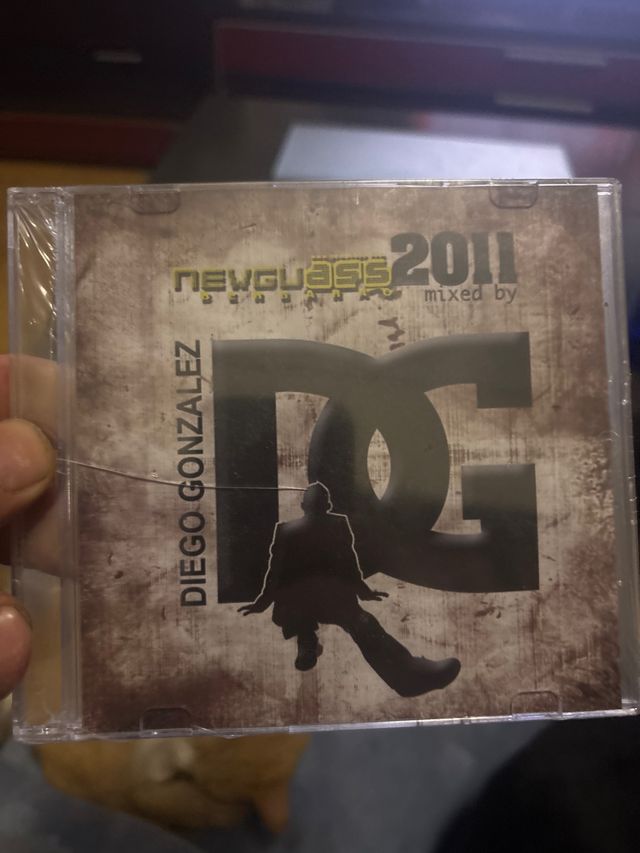 newguass 2011
mixed by
DIEGO GONZALEZ
DG